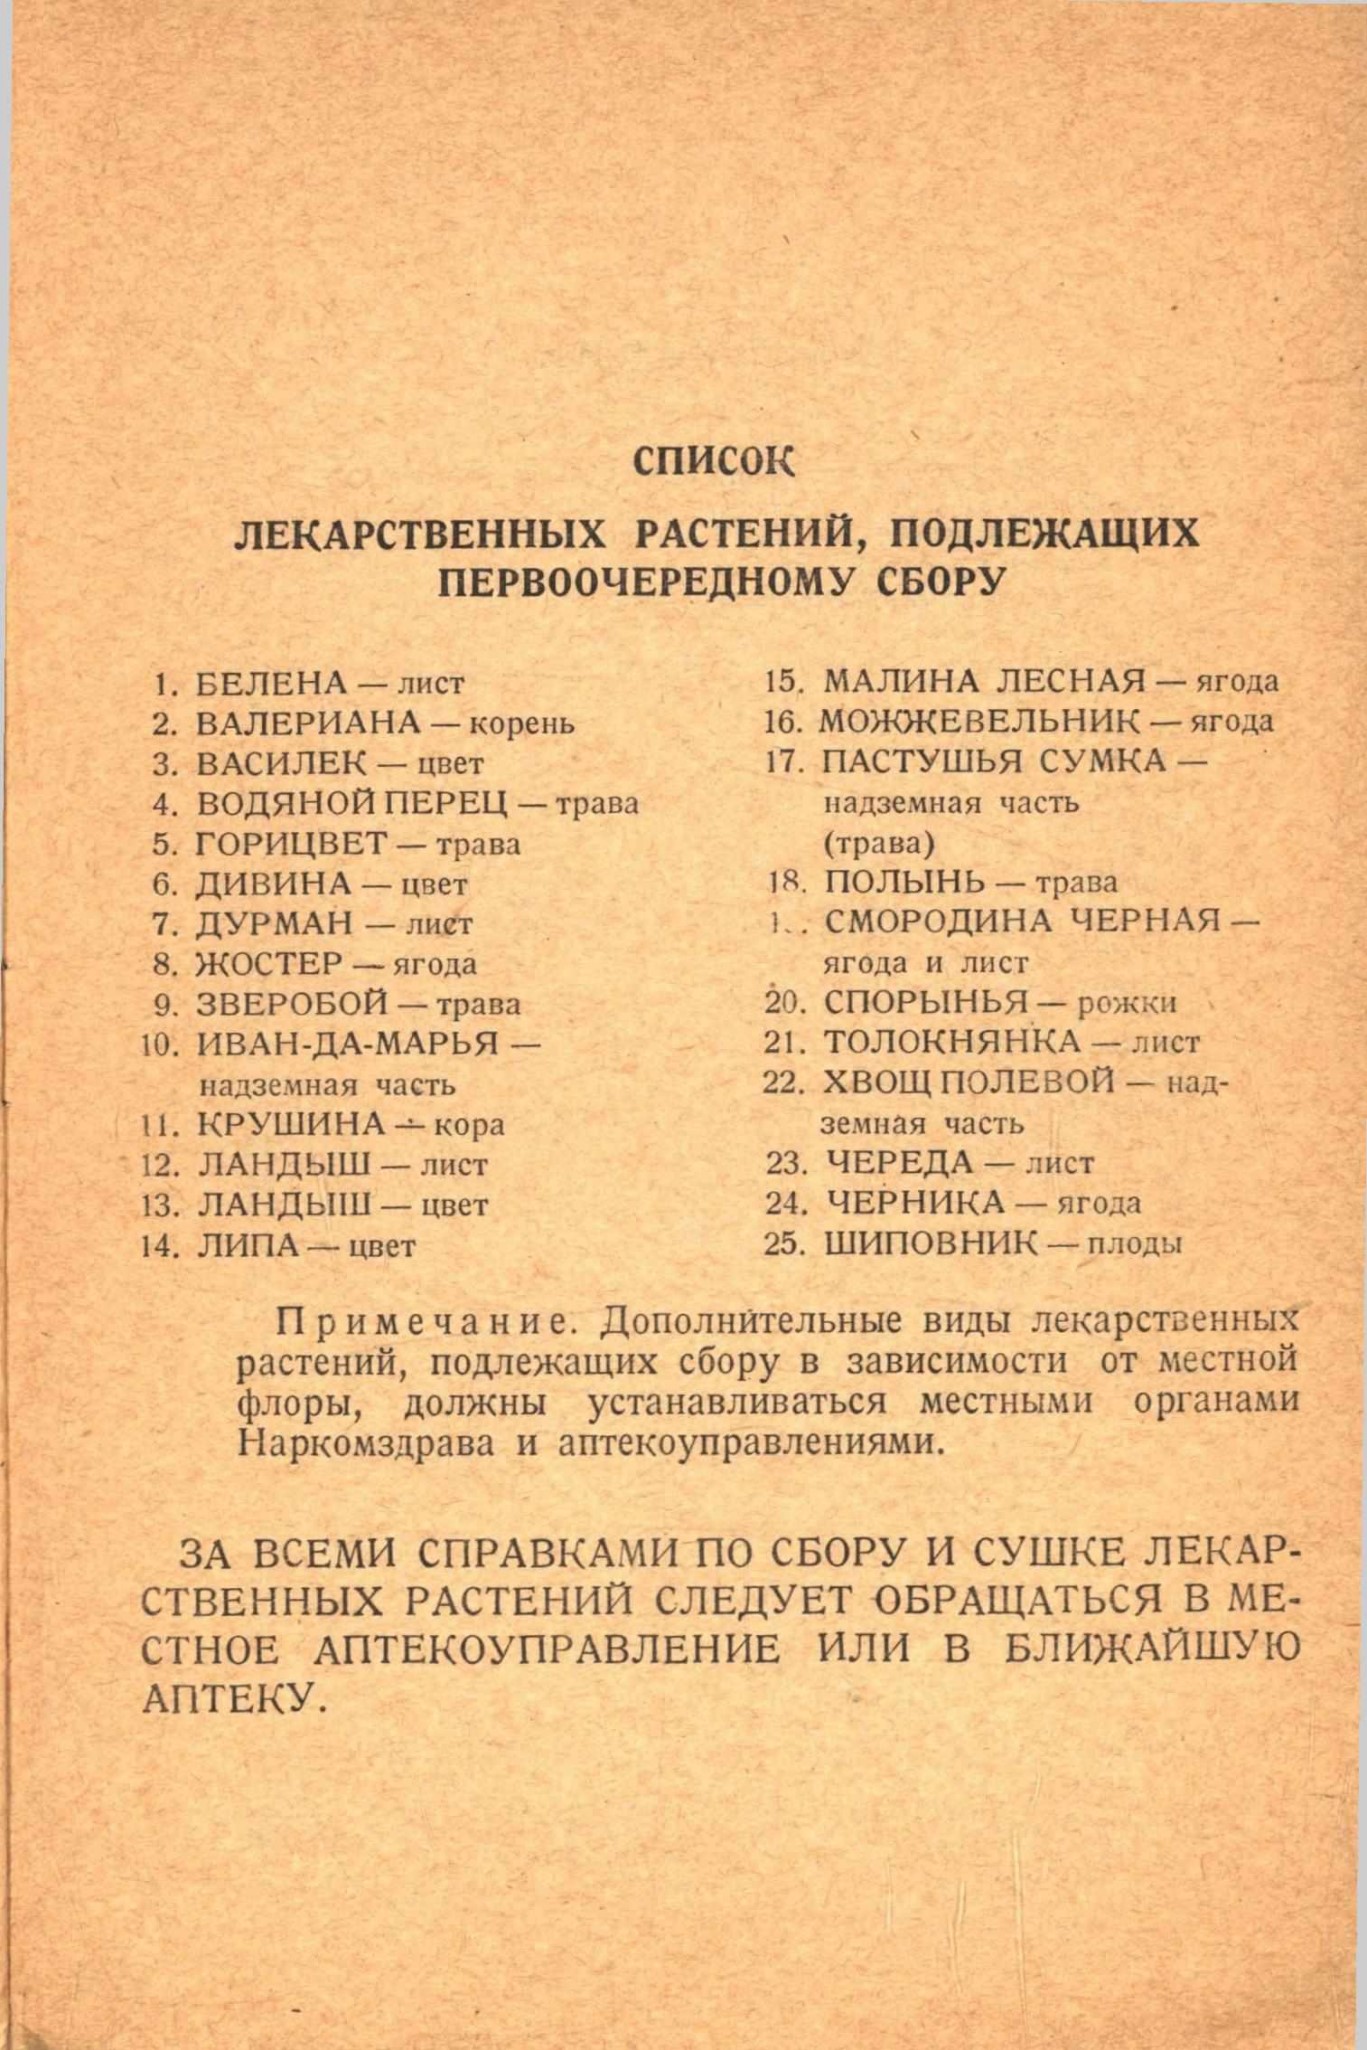 СПИСОК
ЛЕКАРСТВЕННЫХ РАСТЕНИЙ, ПОДЛЕЖАЩИХ
ПЕРВООЧЕРЕДНОМУ СБОРУ
1. БЕЛЕНА — лист
2. ВАЛЕРИАНА — корень
3. ВАСИЛЕК — цвет
4. ВОДЯНОЙ ПЕРЕЦ — трава
5. ГОРИЦВЕТ — трава
6. ДИВИНА — цвет
7. ДУРМАН — лист
8. ЖОСТЕР — ягода
9. ЗВЕРОБОЙ — трава
10. ИВАН-ДА-МАРЬЯ —
надземная часть
11. КРУШИНА — кора
12. ЛАНДЫШ — лист
13. ЛАНДЫШ — цвет
14. ЛИПА — цвет
15. МАЛИНА ЛЕСНАЯ — ягода
16. МОЖЖЕВЕЛЬНИК — ягода
17. ПАСТУШЬЯ СУМКА —
надземная часть
(трава)
18. ПОЛЫНЬ — трава
СМОРОДИНА ЧЕРНАЯ —
ягода и лист
20. СПОРЫНЬЯ — рожки
21. ТОЛОКНЯНКА — лист
22. ХВОЩ ПОЛЕВОЙ — над-
земная часть
23. ЧЕРЕДА — лист
24. ЧЕРНИКА — ягода
25. ШИПОВНИК — плоды
Примечание. Дополнительные виды лекарственных
растений, подлежащих сбору в зависимости от местной
флоры, должны устанавливаться местными органами
Наркомздрава и аптекоуправлениями.
ЗА ВСЕМИ СПРАВКАМИ ПО СБОРУ И СУШКЕ ЛЕКАР-
СТВЕННЫХ РАСТЕНИЙ СЛЕДУЕТ ОБРАЩАТЬСЯ В МЕ-
СТНОЕ АПТЕКОУПРАВЛЕНИЕ ИЛИ В БЛИЖАЙШУЮ
АПТЕКУ.